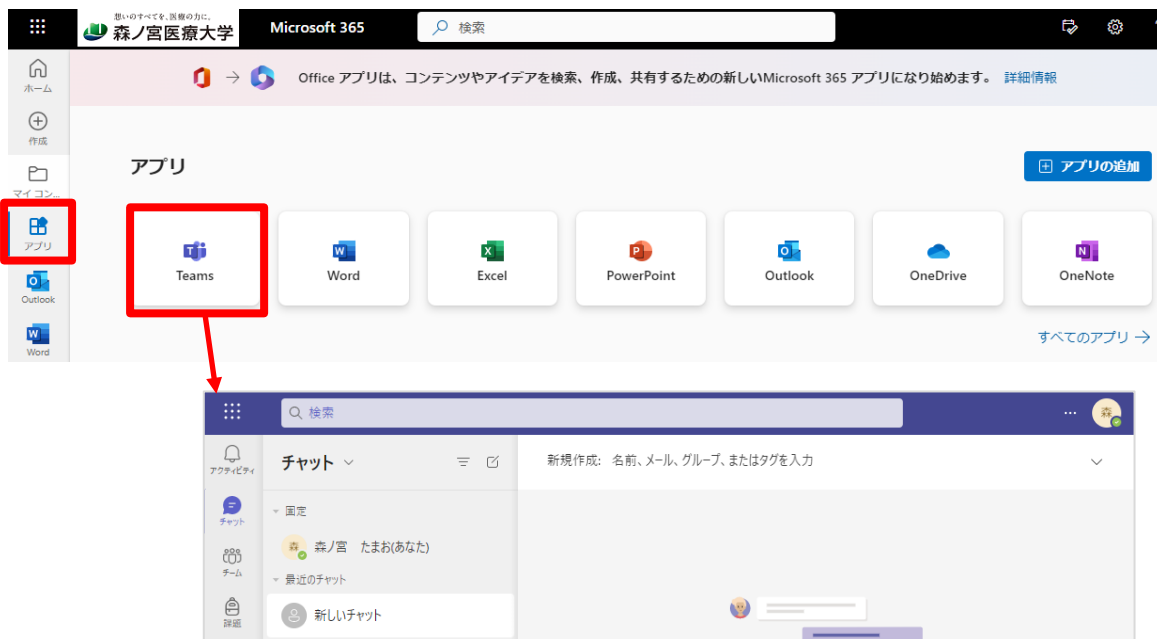 想いのすべてを、医療の力に。
森ノ宮医療大学
Microsoft 365
検索
ホーム
作成
マイ コン...
アプリ
Outlook
Word
Office アプリは、コンテンツやアイデアを検索、作成、共有するための新しいMicrosoft 365 アプリになり始めます。 詳細情報
アプリ
アプリの追加
Teams
Word
Excel
PowerPoint
Outlook
OneDrive
OneNote
すべてのアプリ →
検索
...
森
アクティビティ
チャット
チーム
課題
チャット
固定
森
森ノ宮 たまお(あなた)
最近のチャット
新しいチャット
新規作成: 名前、メール、グループ、またはタグを入力